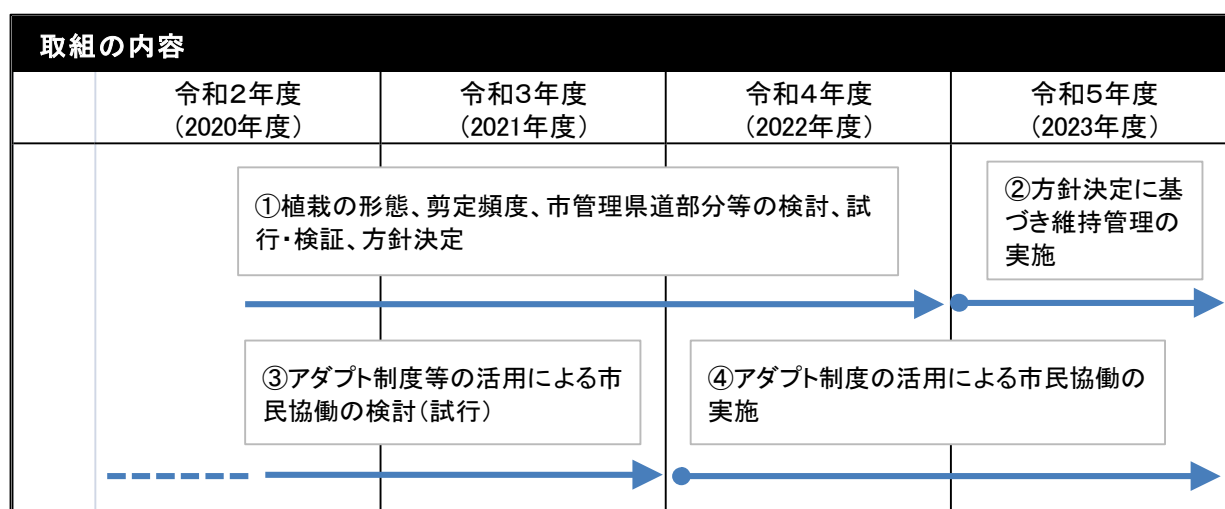 取組の内容
令和２年度
（2020年度）
令和３年度
（2021年度）
令和４年度
（2022年度）
令和５年度
（2023年度）
①植栽の形態、剪定頻度、市管理県道部分等の検討、試
行・検証、方針決定
②方針決定に基
づき維持管理の
実施
③アダプト制度等の活用による市
民協働の検討（試行）
④アダプト制度の活用による市民協働の
実施